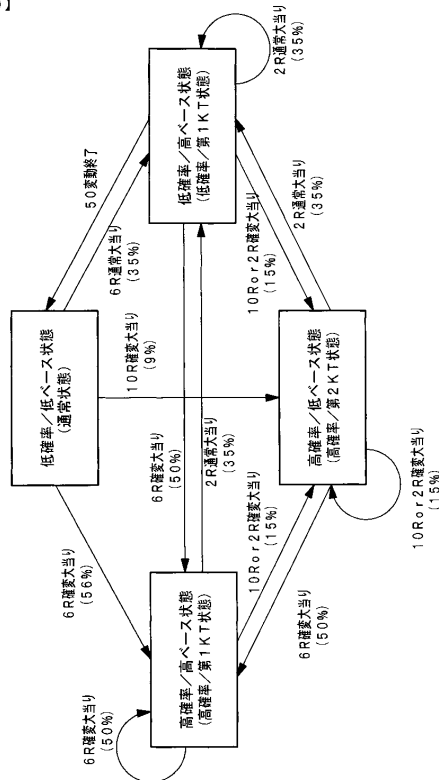 】
2R通常大当り
(35%)
低確率/高ベース状態
(低確率/第1KT状態)
50変動終了
6R通常大当り
(35%)
10Ror2R確変大当り
(15%)
2R通常大当り
(35%)
低確率/低ベース状態
(通常状態)
10R確変大当り
(9%)
高確率/低ベース状態
(高確率/第2KT状態)
10Ror2R確変大当り
(15%)
6R確変大当り
(56%)
6R確変大当り
(50%)
2R通常大当り
(35%)
10Ror2R確変大当り
(15%)
6R確変大当り
(50%)
高確率/高ベース状態
(高確率/第1KT状態)
6R確変大当り
(50%)